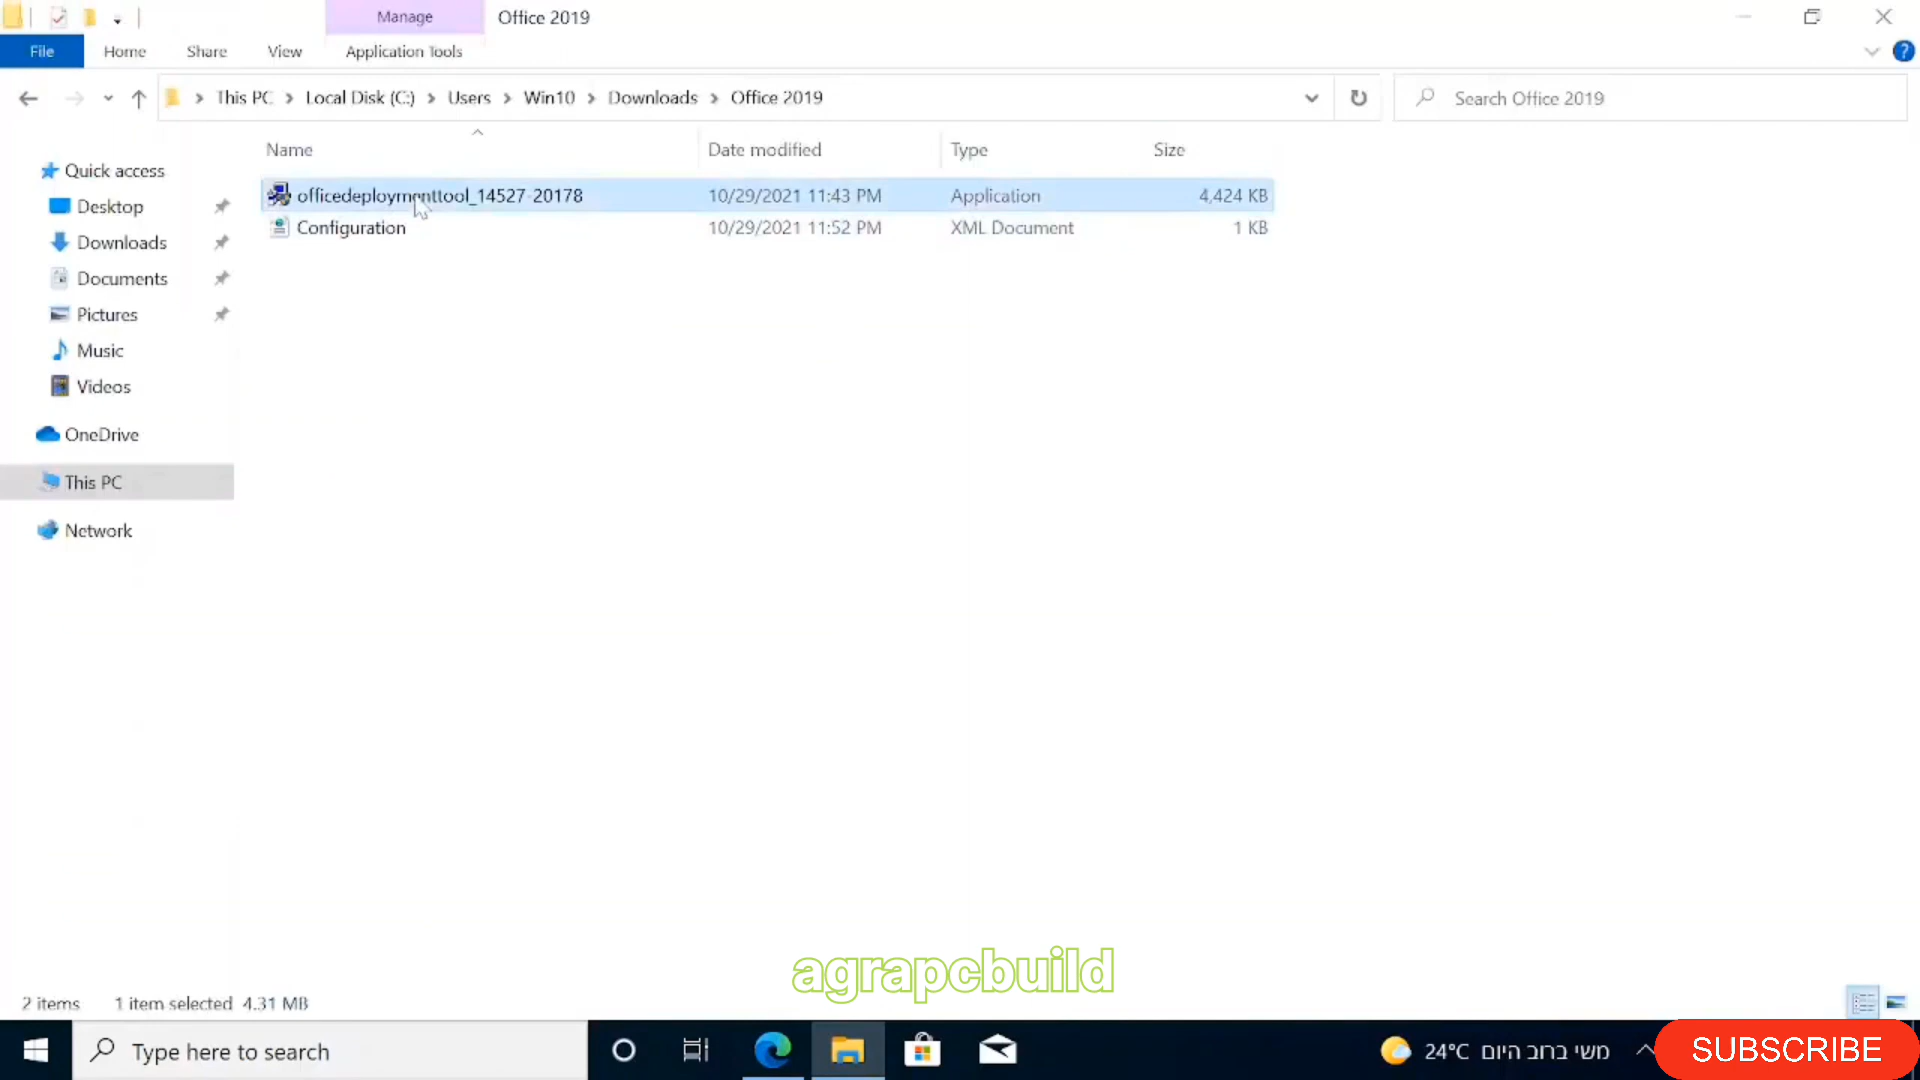 Manage
Office 2019
File
Home
Share
View
Application Tools
This PC
Local Disk (C:)
Users
Win10
Downloads
Office 2019
Search Office 2019
Name
Date modified
Type
Size
officedeploymenttool_14527-20178
10/29/2021 11:43 PM
Application
4,424 KB
Configuration
10/29/2021 11:52 PM
XML Document
1 KB
Quick access
Desktop
Downloads
Documents
Pictures
Music
Videos
OneDrive
This PC
Network
agrapcbuild
2 items
1 item selected 4.31 MB
Type here to search
24°C
משי ברוב היום
SUBSCRIBE